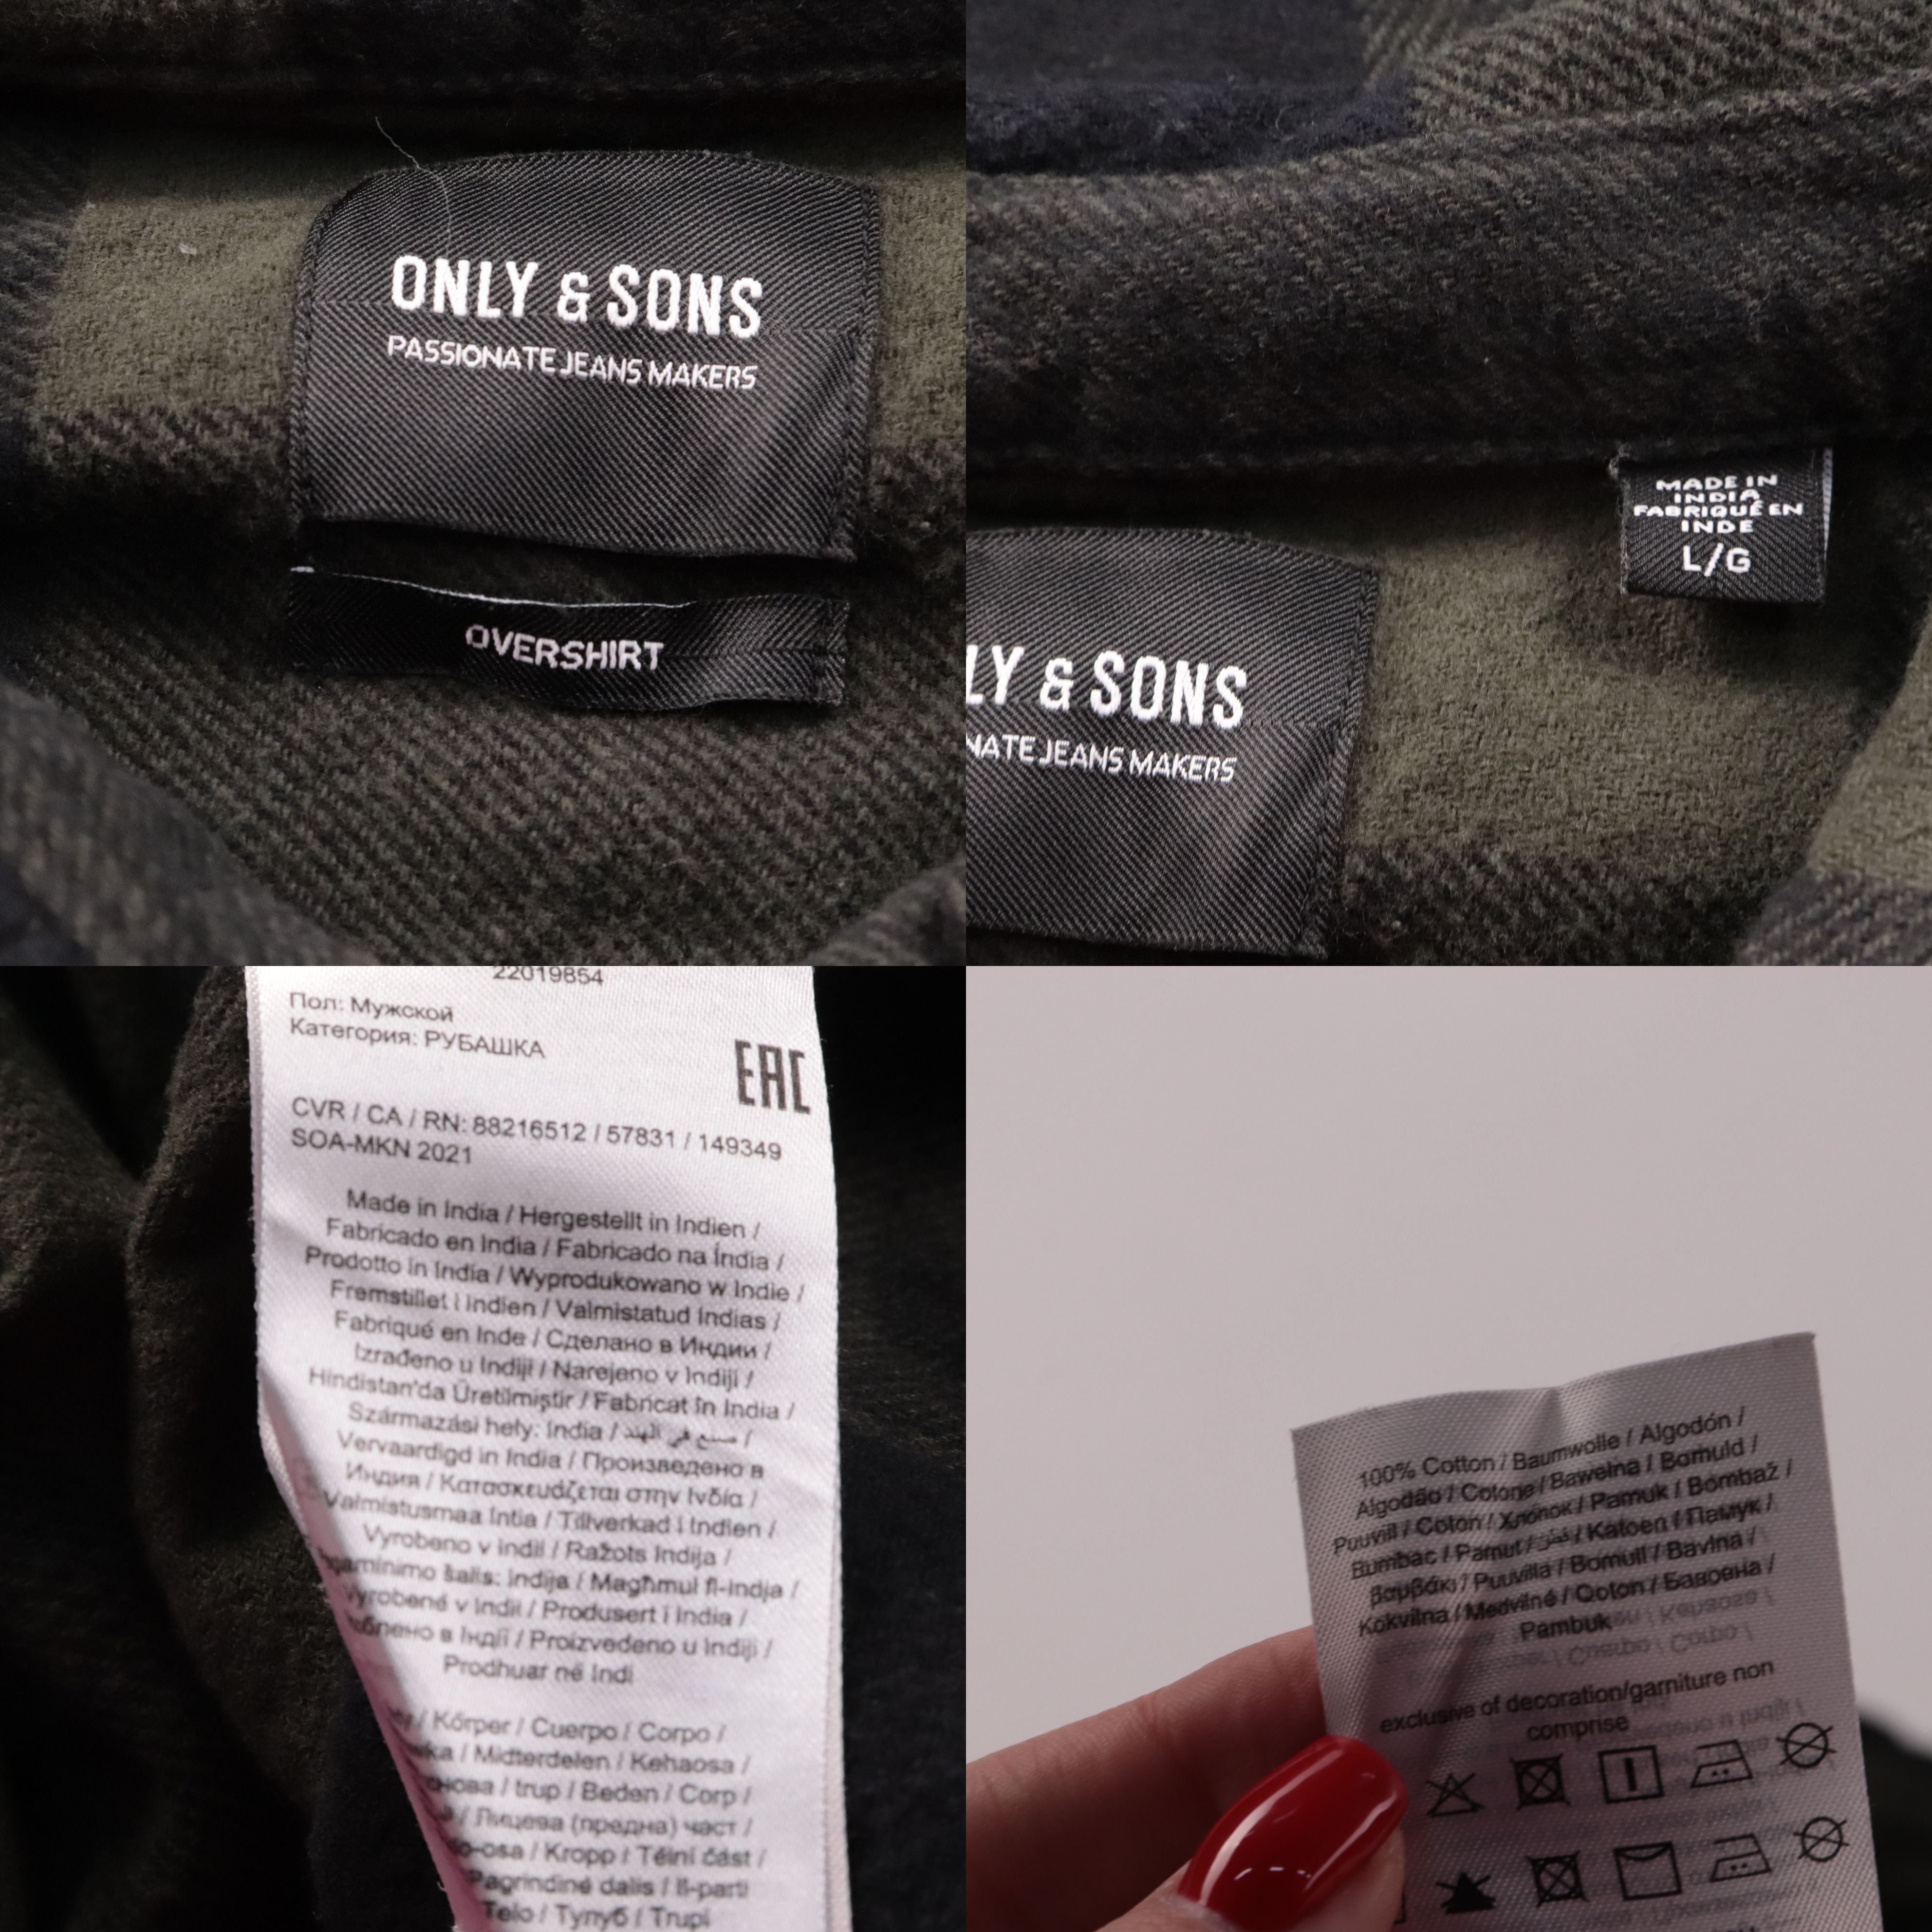 ONLY & SONS
PASSIONATE JEANS MAKERS
OVERSHIRT
MADE IN
INDIA
FABRIQUÉ EN
INDE
L/G
LY & SONS
NATE JEANS MAKERS
22019854
Пол: Мужской
Категория: РУБАШКА
EAC
CVR / CA / RN: 88216512 / 57831 / 149349
SOA-MKN 2021
Made in India / Hergestellt in Indien /
Fabricado en India / Fabricado na Índia /
Prodotto in India / Wyprodukowano w Indie /
Fremstillet i Indien / Valmistatud Indias /
Fabriqué en Inde / Сделано в Индии /
Izrađeno u Indiji / Narejeno v Indiji /
Hindistan'da Üretilmiştir / Fabricat în India /
Származási hely: India / صنع في الهند /
Vervaardigd in India / Произведено в
Индия / Κατασκευάζεται στην Ινδία /
Valmistusmaa Intia / Tillverkad i Indien /
Vyrobeno v Indii / Ražots Indija /
šalis: Indija / Magħmul fl-Indja /
Vyrobené v Indii / Produsert i India /
в Індії / Proizvedeno u Indiji /
Prodhuar në Indi
/ Körper / Cuerpo / Corpo /
/ Midterdelen / Kehaosa /
/ trup / Beden / Corp /
/ Лицева (предна) част /
/ Kropp / Tělní část /
Pagrindinė dalis / Il-parti
Telo / Тулуб / Trupi
100% Cotton / Baumwolle / Algodón /
Algodão / Cotone / Bawełna / Bomuld /
Puuvill / Coton / Хлопок / Pamuk / Bombaž /
Bumbac / Pamut / قطن / Katoen / Памук /
βαμβάκι / Puuvilla / Bomull / Bavlna /
Kokvilna / Medvilnė / Qoton / Бавовна /
Pambuk
exclusive of decoration/garniture non
comprise